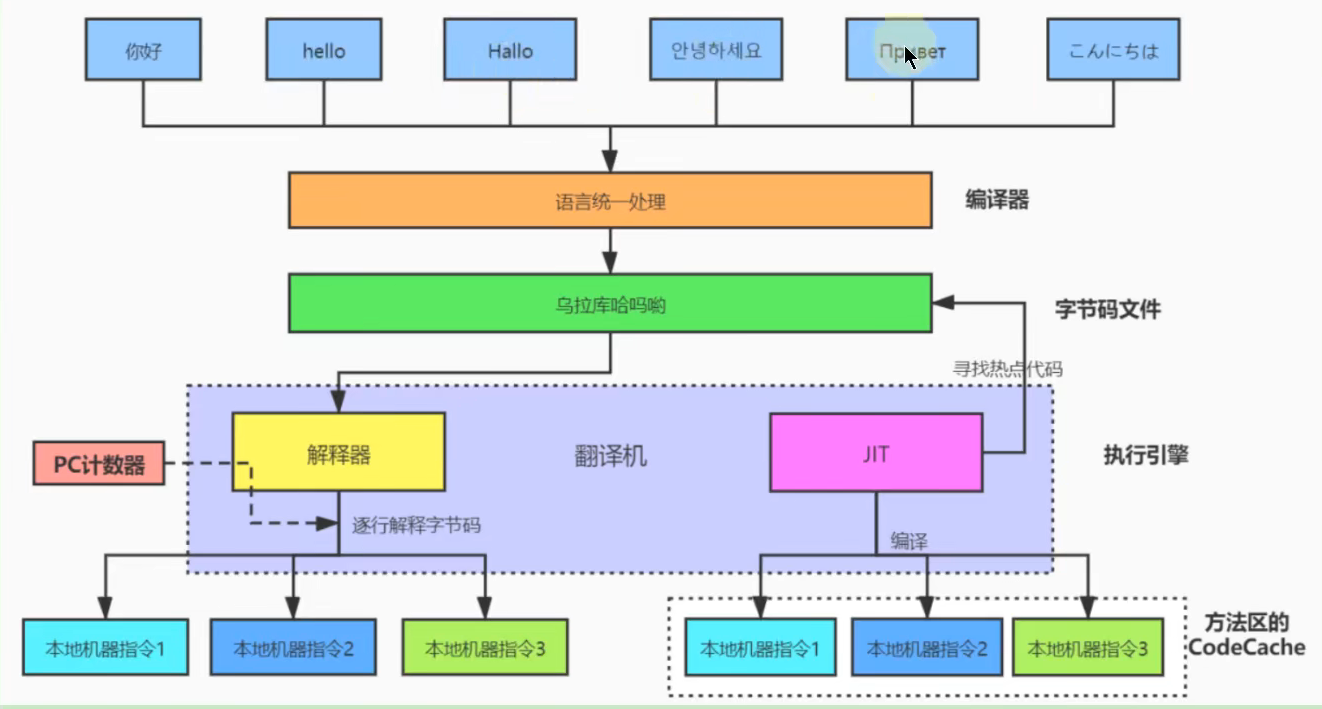 你好
hello
Hallo
안녕하세요
Привет
こんにちは
语言统一处理
编译器
乌拉库哈吗呦
字节码文件
寻找热点代码
PC计数器
解释器
翻译机
JIT
执行引擎
逐行解释字节码
编译
本地机器指令1
本地机器指令2
本地机器指令3
本地机器指令1
本地机器指令2
本地机器指令3
方法区的
CodeCache